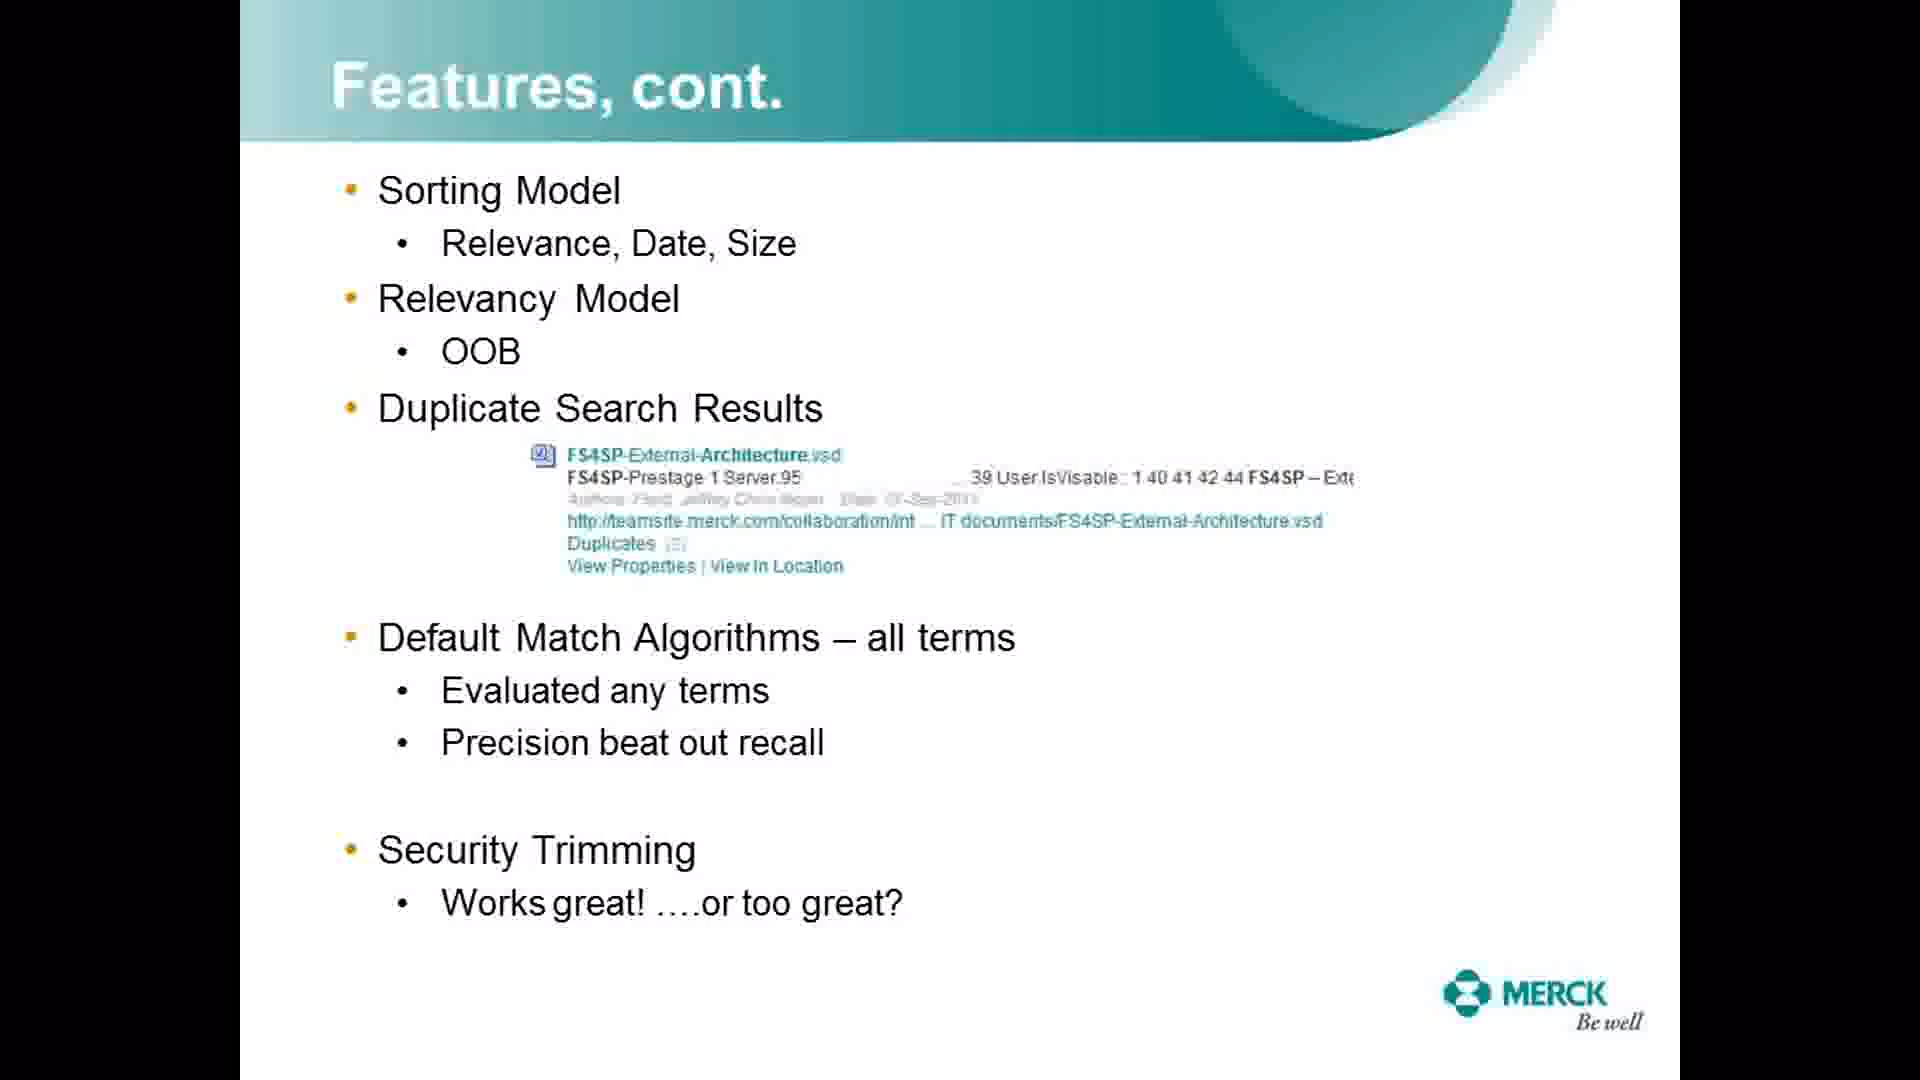 Features, cont.
• Sorting Model
• Relevance, Date, Size
• Relevancy Model
• OOB
• Duplicate Search Results
FS4SP-External-Architecture.vsd
FS4SP-Prestage 1 Server.95 ... 39 User.IsVisable: 1 40 41 42 44 FS4SP – Exte
http://teamsite.merck.com/collaboration/int ... IT documents/FS4SP-External-Architecture.vsd
Duplicates
View Properties | View In Location
• Default Match Algorithms – all terms
• Evaluated any terms
• Precision beat out recall
• Security Trimming
• Works great! ….or too great?
MERCK
Be well